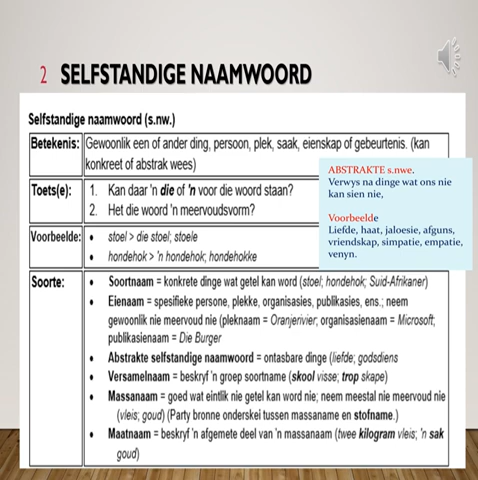 2 SELFSTANDIGE NAAMWOORD
Selfstandige naamwoord (s.nw.)
Betekenis: Gewoonlik een of ander ding, persoon, plek, saak, eienskap of gebeurtenis. (kan
konkreet of abstrak wees)
ABSTRAKTE s.nwe.
Verwys na dinge wat ons nie
kan sien nie,
Voorbeelde
Liefde, haat, jaloesie, afguns,
vriendskap, simpatie, empatie,
venyn.
Toets(e): 1. Kan daar 'n die of 'n voor die woord staan?
2. Het die woord 'n meervoudsvorm?
Voorbeelde: • stoel > die stoel; stoele
• hondehok > 'n hondehok; hondehokke
Soorte: • Soortnaam = konkrete dinge wat getel kan word (stoel; hondehok; Suid-Afrikaner)
• Eienaam = spesifieke persone, plekke, organisasies, publikasies, ens.; neem
gewoonlik nie meervoud nie (pleknaam = Oranjerivier; organisasienaam = Microsoft;
publikasienaam = Die Burger
• Abstrakte selfstandige naamwoord = ontasbare dinge (liefde; godsdiens
• Versamelnaam = beskryf 'n groep soortname (skool visse; trop skape)
• Massanaam = goed wat eintlik nie getel kan word nie; neem meestal nie meervoud nie
(vleis; goud) (Party bronne onderskei tussen massaname en stofname.)
• Maatnaam = beskryf 'n afgemete deel van 'n massanaam (twee kilogram vleis; 'n sak
goud)